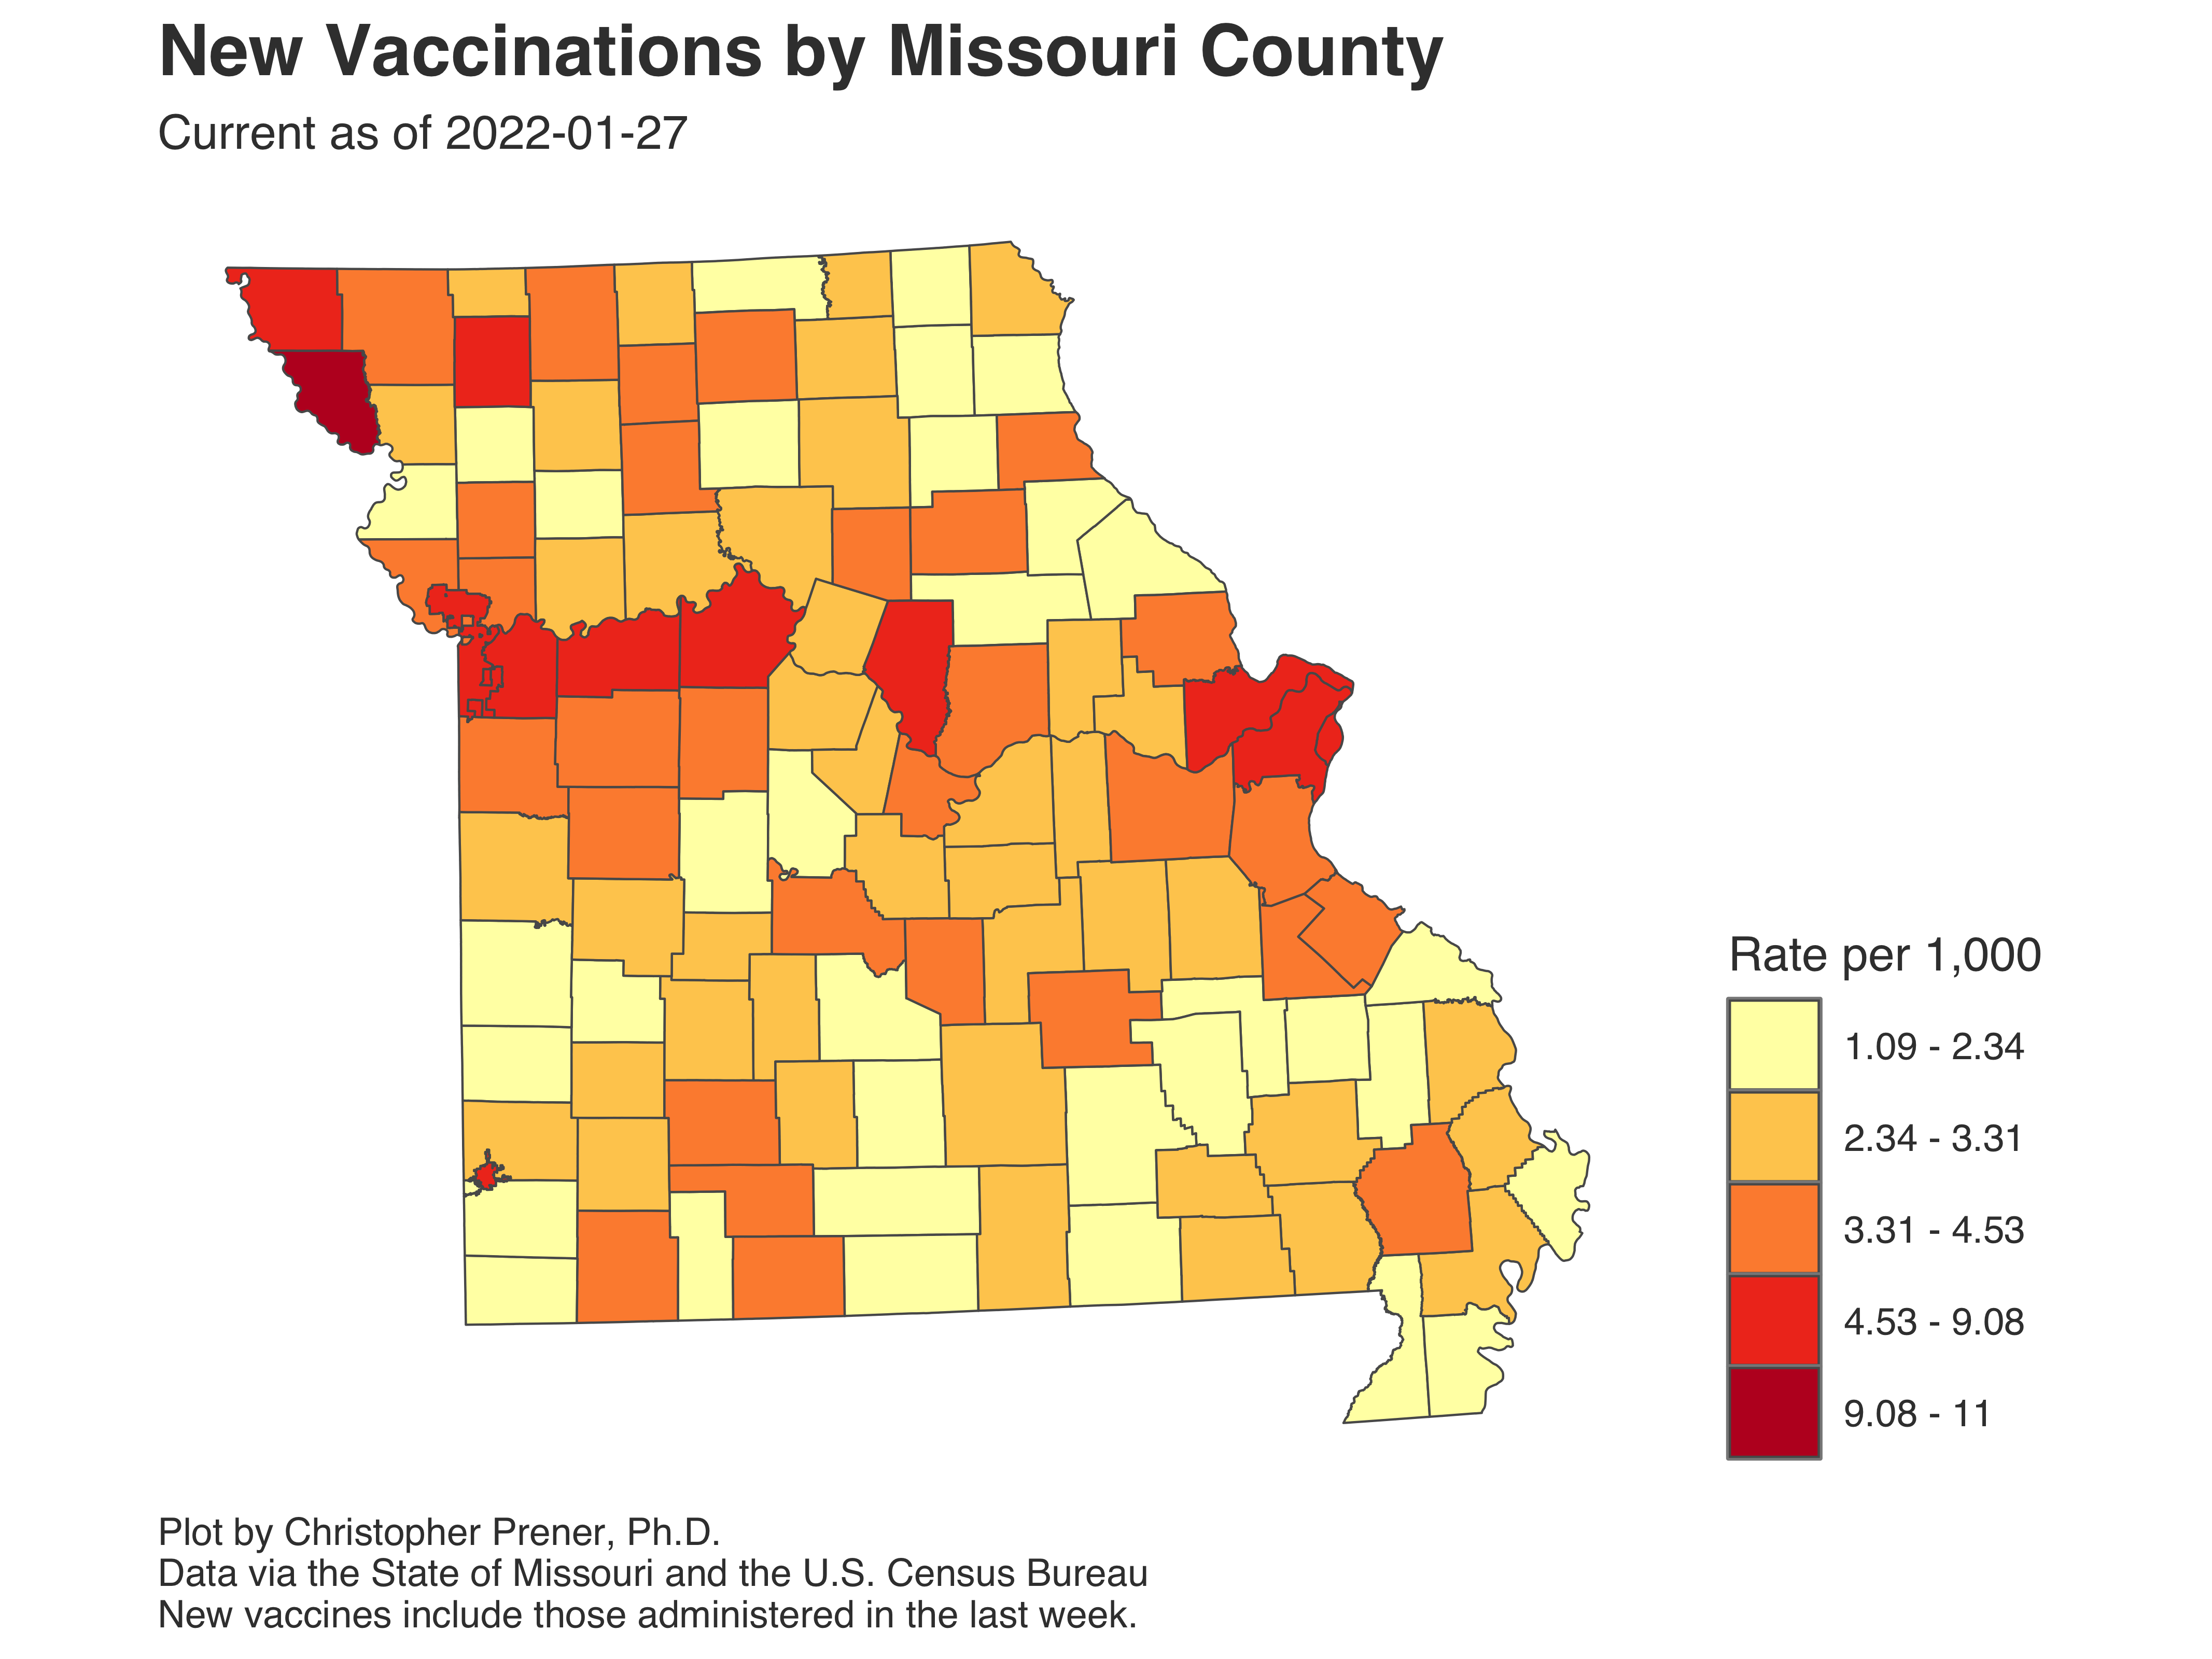 New Vaccinations by Missouri County
Current as of 2022-01-27
Rate per 1,000
1.09 - 2.34
2.34 - 3.31
3.31 - 4.53
4.53 - 9.08
9.08 - 11
Plot by Christopher Prener, Ph.D.
Data via the State of Missouri and the U.S. Census Bureau
New vaccines include those administered in the last week.